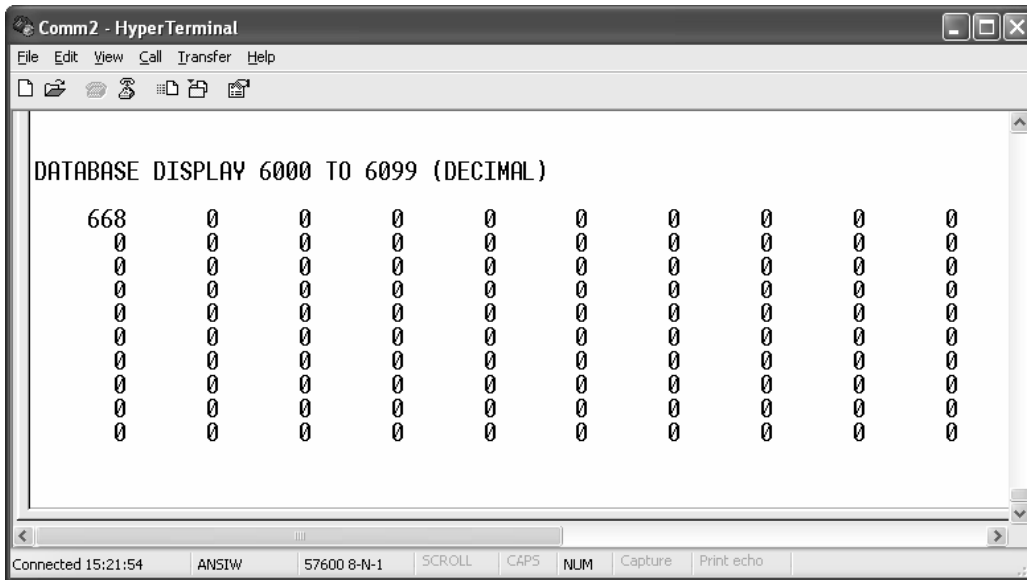 Comm2 - HyperTerminal
File Edit View Call Transfer Help
DATABASE DISPLAY 6000 TO 6099 (DECIMAL)
668 0 0 0 0 0 0 0 0 0
0 0 0 0 0 0 0 0 0 0
0 0 0 0 0 0 0 0 0 0
0 0 0 0 0 0 0 0 0 0
0 0 0 0 0 0 0 0 0 0
0 0 0 0 0 0 0 0 0 0
0 0 0 0 0 0 0 0 0 0
0 0 0 0 0 0 0 0 0 0
0 0 0 0 0 0 0 0 0 0
0 0 0 0 0 0 0 0 0 0
Connected 15:21:54 ANSIW 57600 8-N-1 SCROLL CAPS NUM Capture Print echo